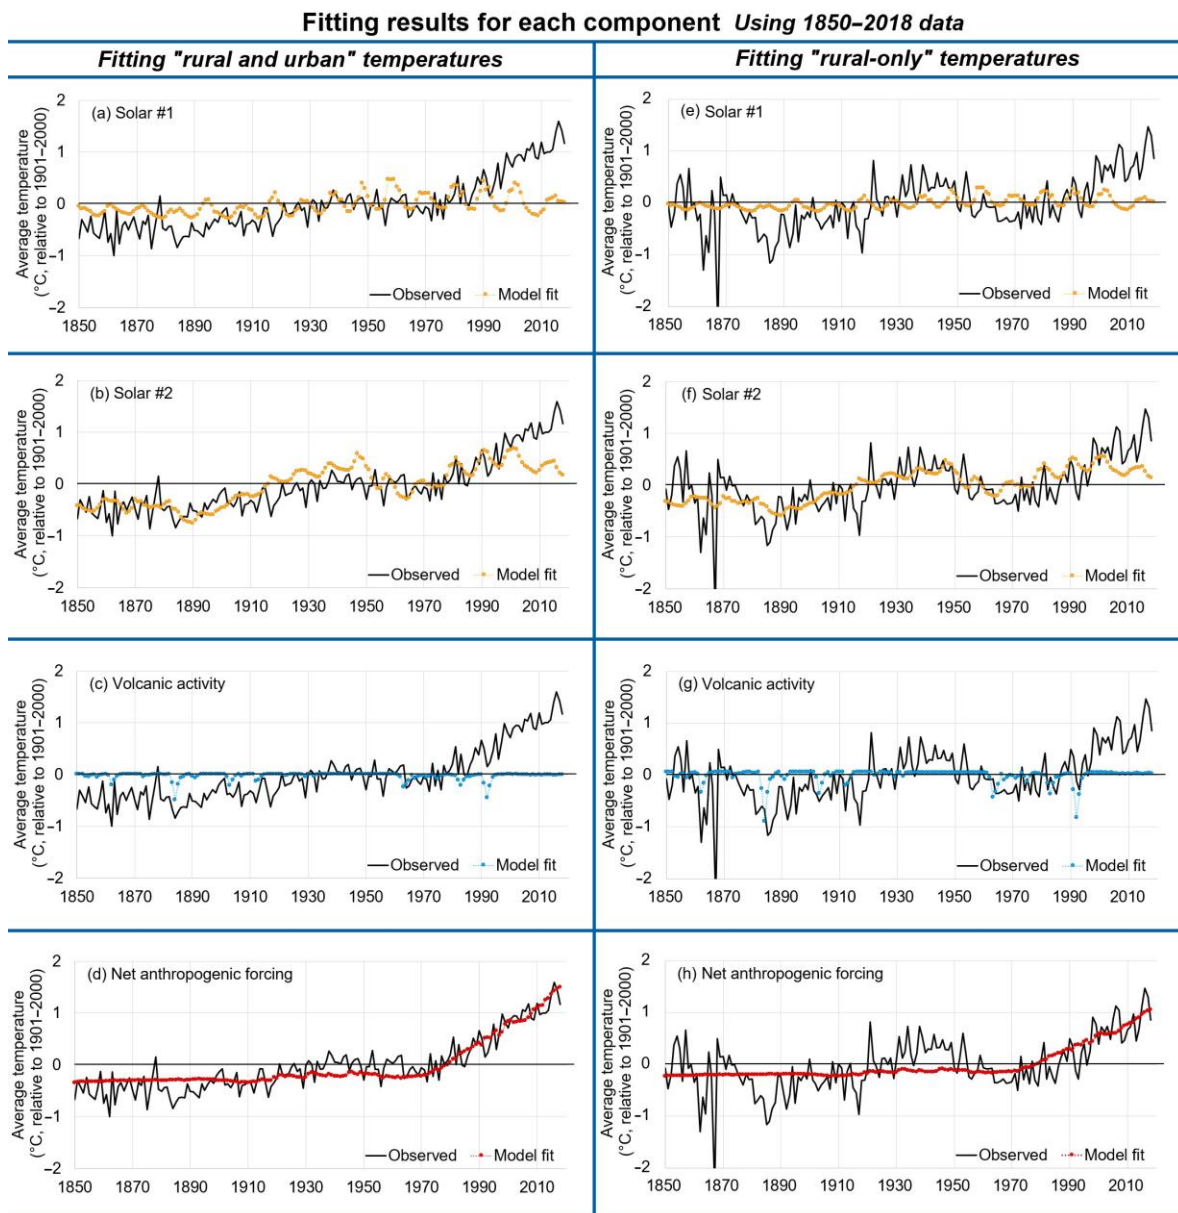 Fitting results for each component Using 1850–2018 data
Fitting "rural and urban" temperatures
Fitting "rural-only" temperatures
Average temperature
(°C, relative to 1901–2000)
2
1
0
−1
−2
(a) Solar #1
Observed
Model fit
1850 1870 1890 1910 1930 1950 1970 1990 2010
Average temperature
(°C, relative to 1901–2000)
2
1
0
−1
−2
(e) Solar #1
Observed
Model fit
1850 1870 1890 1910 1930 1950 1970 1990 2010
Average temperature
(°C, relative to 1901–2000)
2
1
0
−1
−2
(b) Solar #2
Observed
Model fit
1850 1870 1890 1910 1930 1950 1970 1990 2010
Average temperature
(°C, relative to 1901–2000)
2
1
0
−1
−2
(f) Solar #2
Observed
Model fit
1850 1870 1890 1910 1930 1950 1970 1990 2010
Average temperature
(°C, relative to 1901–2000)
2
1
0
−1
−2
(c) Volcanic activity
Observed
Model fit
1850 1870 1890 1910 1930 1950 1970 1990 2010
Average temperature
(°C, relative to 1901–2000)
2
1
0
−1
−2
(g) Volcanic activity
Observed
Model fit
1850 1870 1890 1910 1930 1950 1970 1990 2010
Average temperature
(°C, relative to 1901–2000)
2
1
0
−1
−2
(d) Net anthropogenic forcing
Observed
Model fit
1850 1870 1890 1910 1930 1950 1970 1990 2010
Average temperature
(°C, relative to 1901–2000)
2
1
0
−1
−2
(h) Net anthropogenic forcing
Observed
Model fit
1850 1870 1890 1910 1930 1950 1970 1990 2010